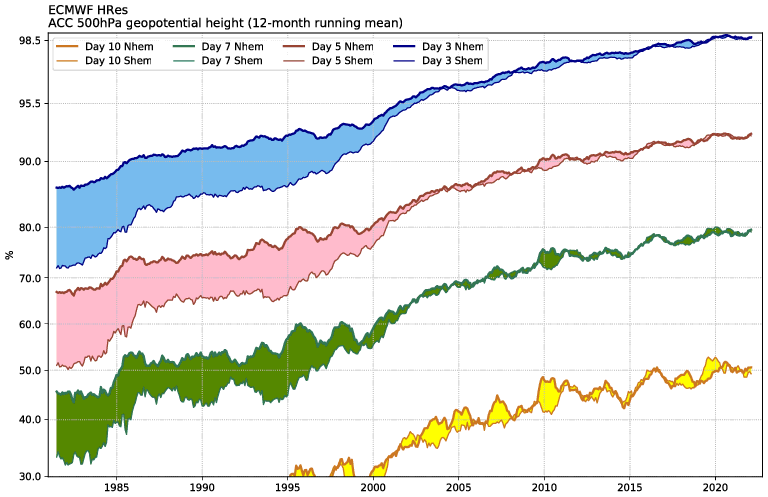 ECMWF HRes
ACC 500hPa geopotential height (12-month running mean)
Day 10 Nhem Day 7 Nhem Day 5 Nhem Day 3 Nhem
Day 10 Shem Day 7 Shem Day 5 Shem Day 3 Shem
98.5
95.5
90.0
80.0
%
70.0
60.0
50.0
40.0
30.0
1985 1990 1995 2000 2005 2010 2015 2020